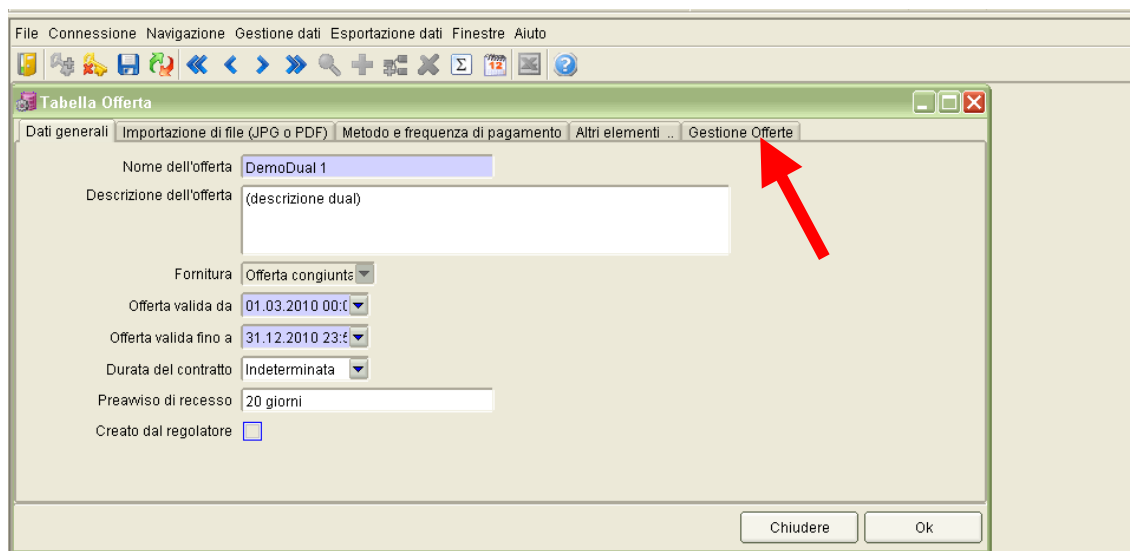 File Connessione Navigazione Gestione dati Esportazione dati Finestre Aiuto
Σ 12 ?
Tabella Offerta
Dati generali Importazione di file (JPG o PDF) Metodo e frequenza di pagamento Altri elementi .. Gestione Offerte
Nome dell'offerta DemoDual 1
Descrizione dell'offerta (descrizione dual)
Fornitura Offerta congiunta
Offerta valida da 01.03.2010 00:0
Offerta valida fino a 31.12.2010 23:5
Durata del contratto Indeterminata
Preavviso di recesso 20 giorni
Creato dal regolatore
Chiudere Ok